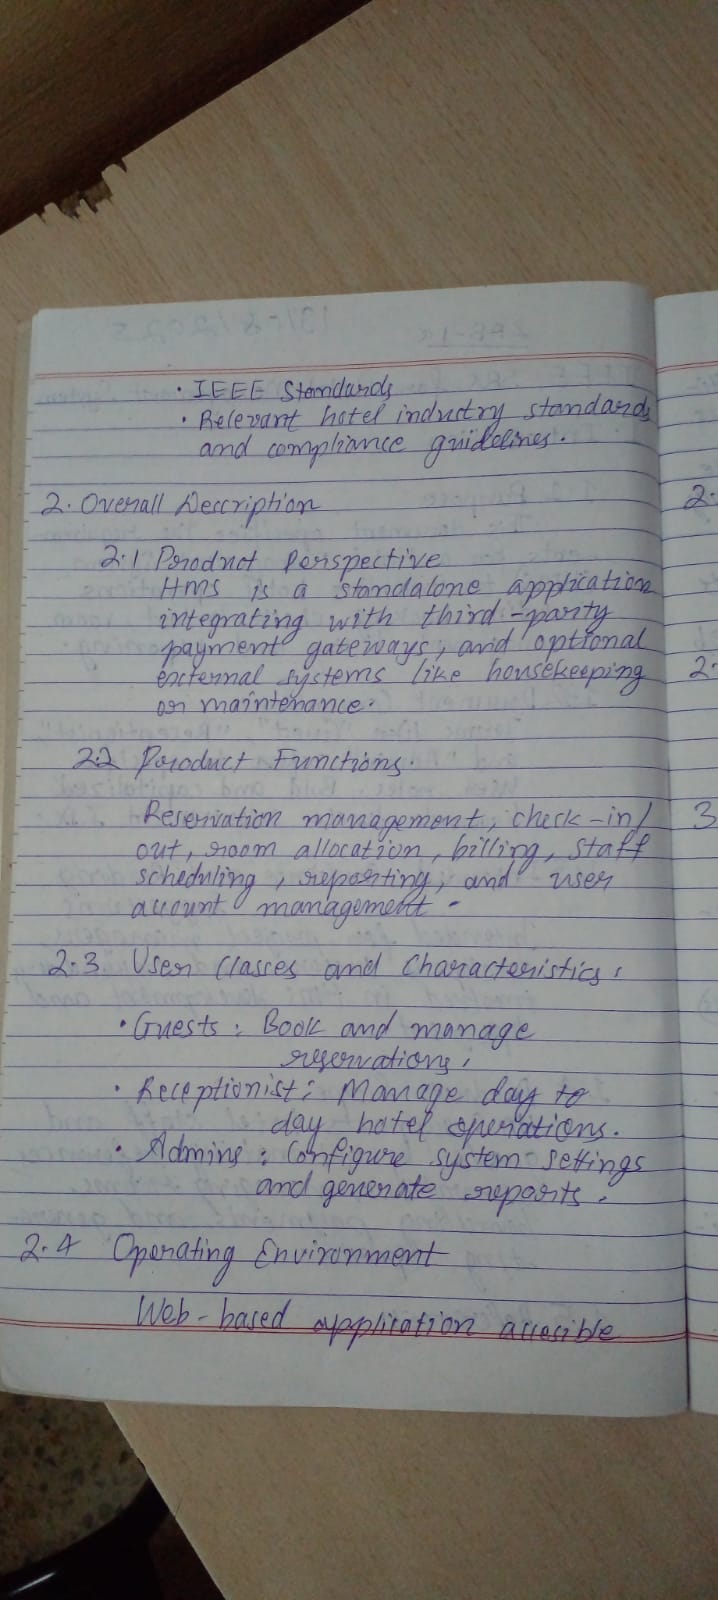 • IEEE Standards
• Relevant hotel industry standards
and compliance guidelines.
2. Overall Description
2.1 Product Perspective
HMS is a standalone application
integrating with third-party
payment gateways, and optional
external systems like housekeeping
or maintenance.
2.2 Product Functions.
Reservation management, check-in/
out, room allocation, billing, staff
scheduling, reporting, and user
account management.
2.3 User Classes and Characteristics:
• Guests: Book and manage
reservations.
• Receptionist: Manage day to
day hotel operations.
• Admins: Configure system settings
and generate reports.
2.4 Operating Environment
Web-based application accesible
2.
2.
3